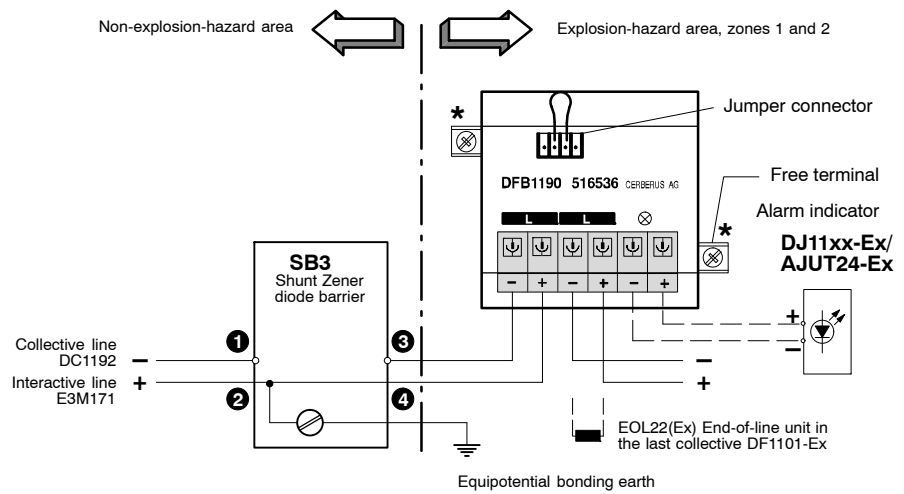 Non-explosion-hazard area
Explosion-hazard area, zones 1 and 2
*
Jumper connector
DFB1190 516536 CERBERUS AG
Free terminal
L L
Alarm indicator
*
DJ11xx-Ex/
AJUT24-Ex
SB3
Shunt Zener
diode barrier
− + − + − +
+
−
1 3
Collective line
DC1192 −
−
Interactive line +
E3M171
+
2 4
EOL22(Ex) End-of-line unit in
the last collective DF1101-Ex
Equipotential bonding earth